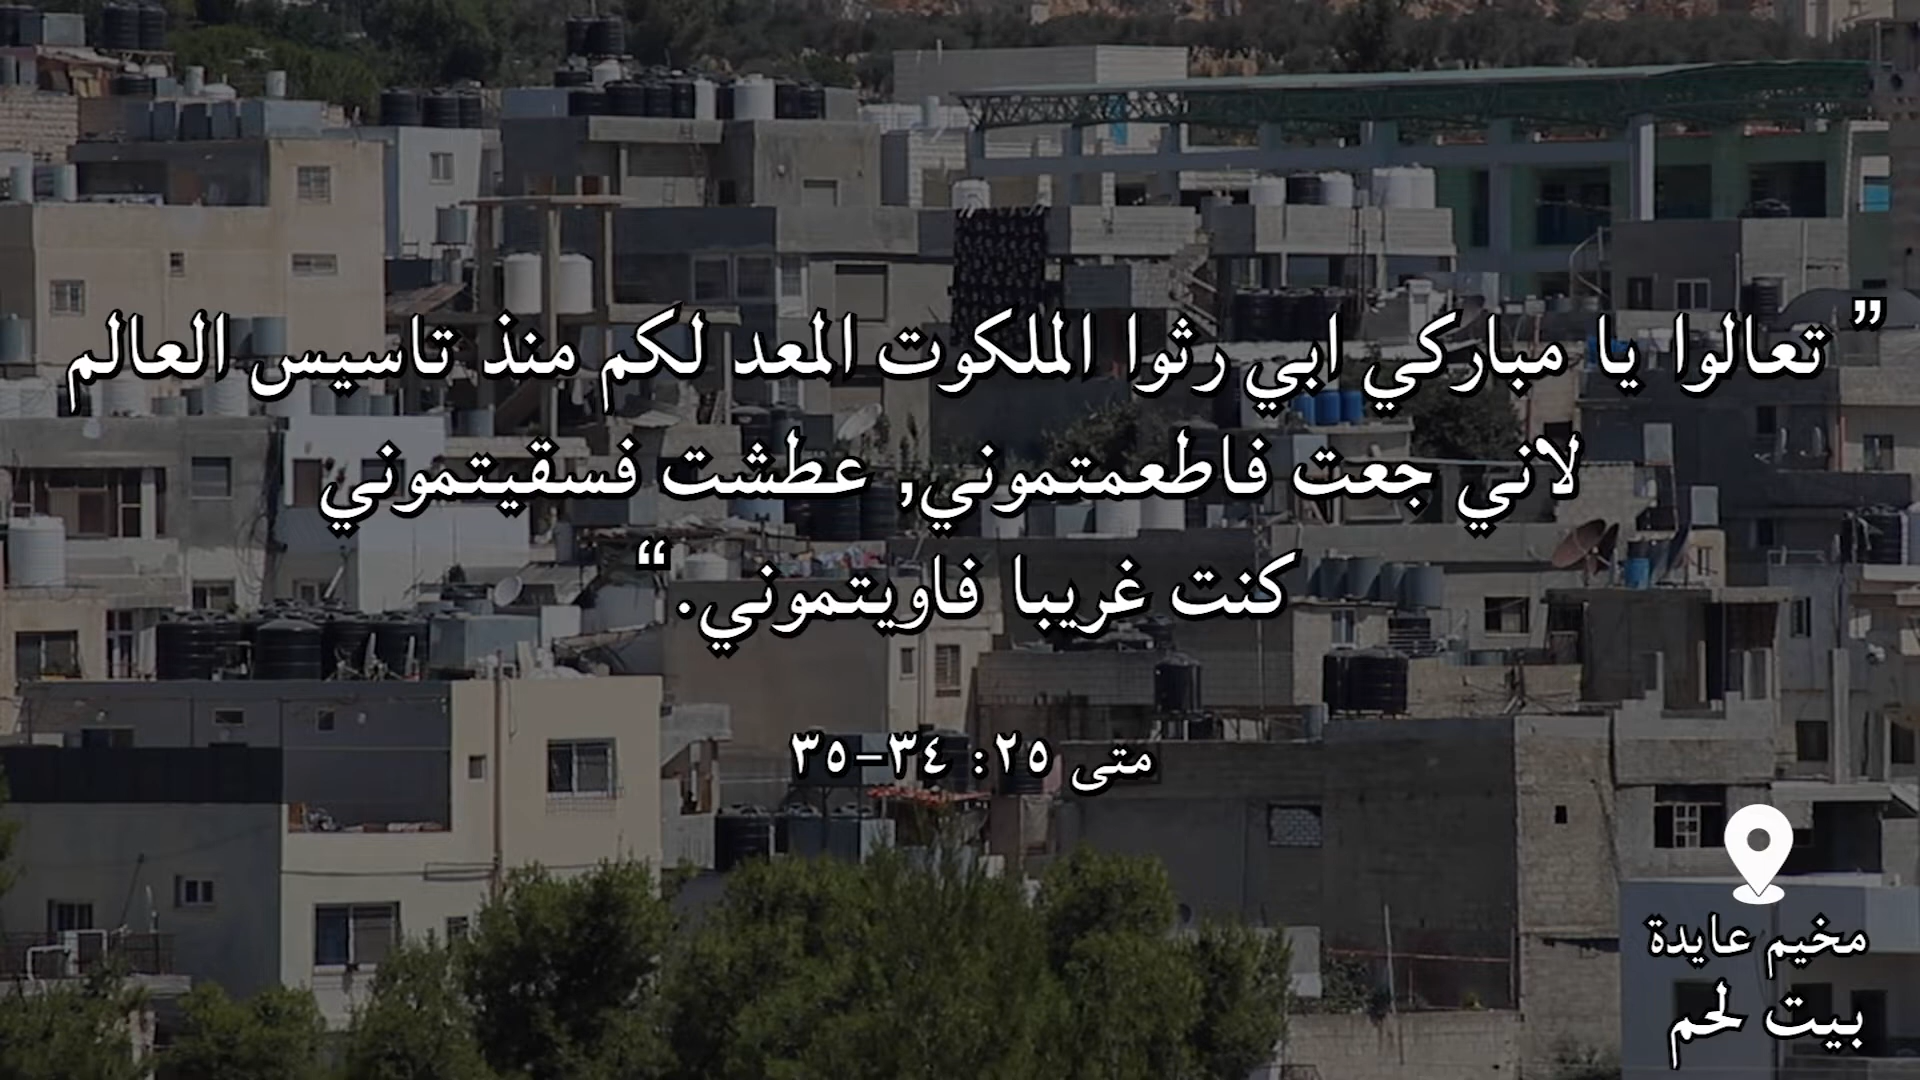 ” تعالوا يا مباركي ابي رثوا الملكوت المعد لكم منذ تاسيس العالم
لاني جعت فاطعمتموني, عطشت فسقيتموني
كنت غريبا فاويتموني.“
متى ٢٥: ٣٤-٣٥
مخيم عايدة
بيت لحم